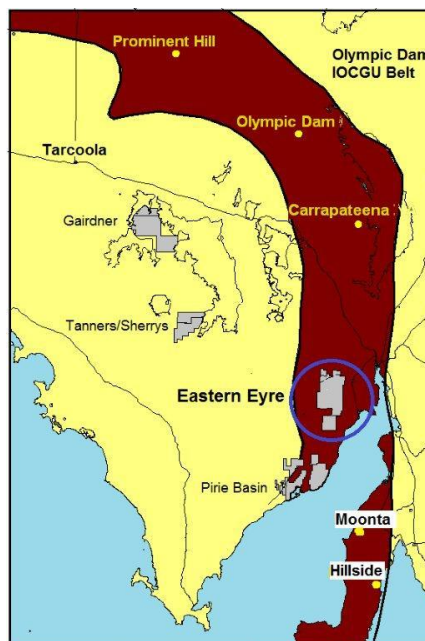 Prominent Hill
Olympic Dam
IOCGU Belt
Olympic Dam
Tarcoola
Carrapateena
Gairdner
Tanners/Sherrys
Eastern Eyre
Pirie Basin
Moonta
Hillside